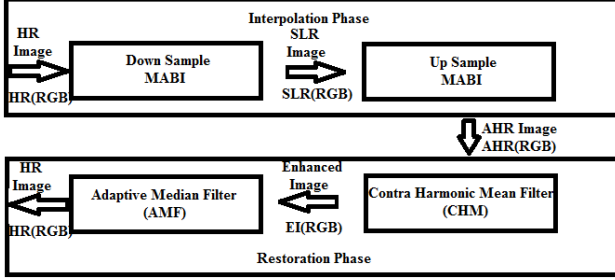 Interpolation Phase
HR
Image
HR(RGB)
Down Sample
MABI
SLR
Image
SLR(RGB)
Up Sample
MABI
AHR Image
AHR(RGB)
HR
Image
HR(RGB)
Adaptive Median Filter
(AMF)
Enhanced
Image
EI(RGB)
Contra Harmonic Mean Filter
(CHM)
Restoration Phase